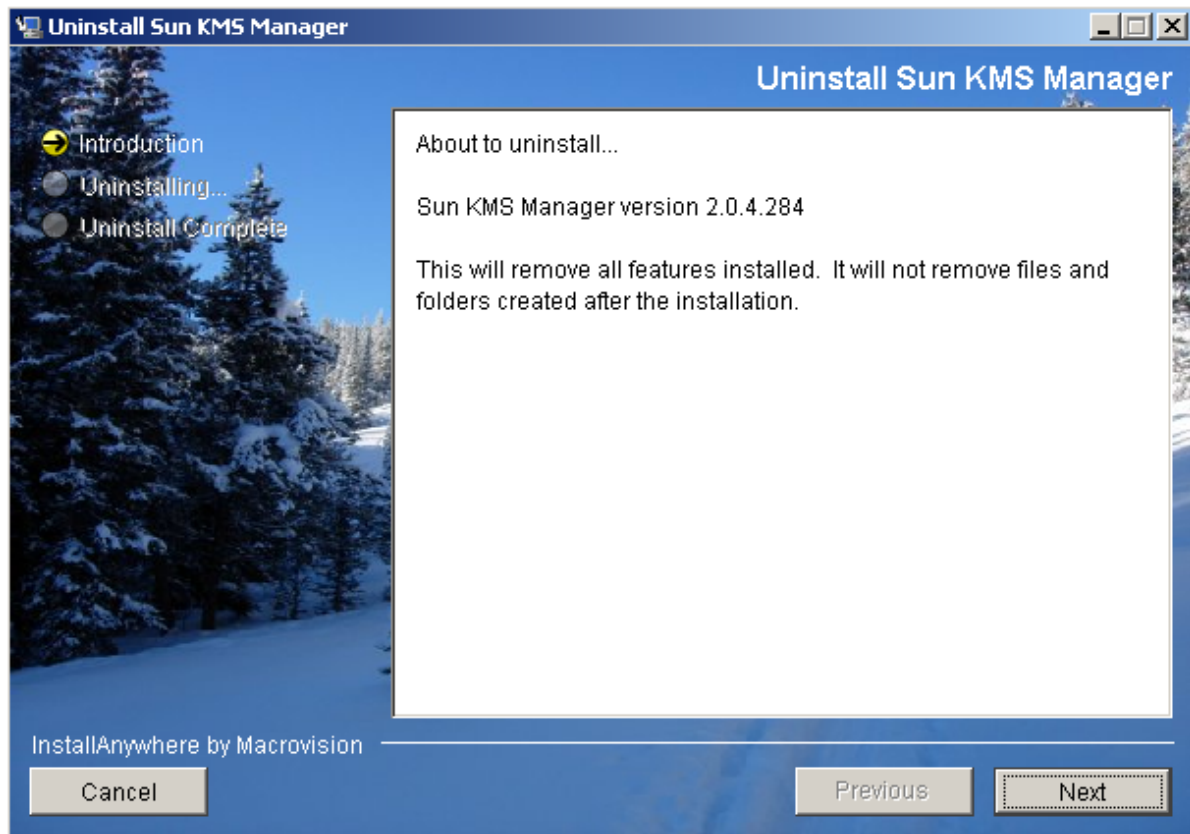 Uninstall Sun KMS Manager
Uninstall Sun KMS Manager
Introduction
Uninstalling...
Uninstall Complete
About to uninstall...
Sun KMS Manager version 2.0.4.284
This will remove all features installed.  It will not remove files and
folders created after the installation.
InstallAnywhere by Macrovision
Cancel
Previous
Next